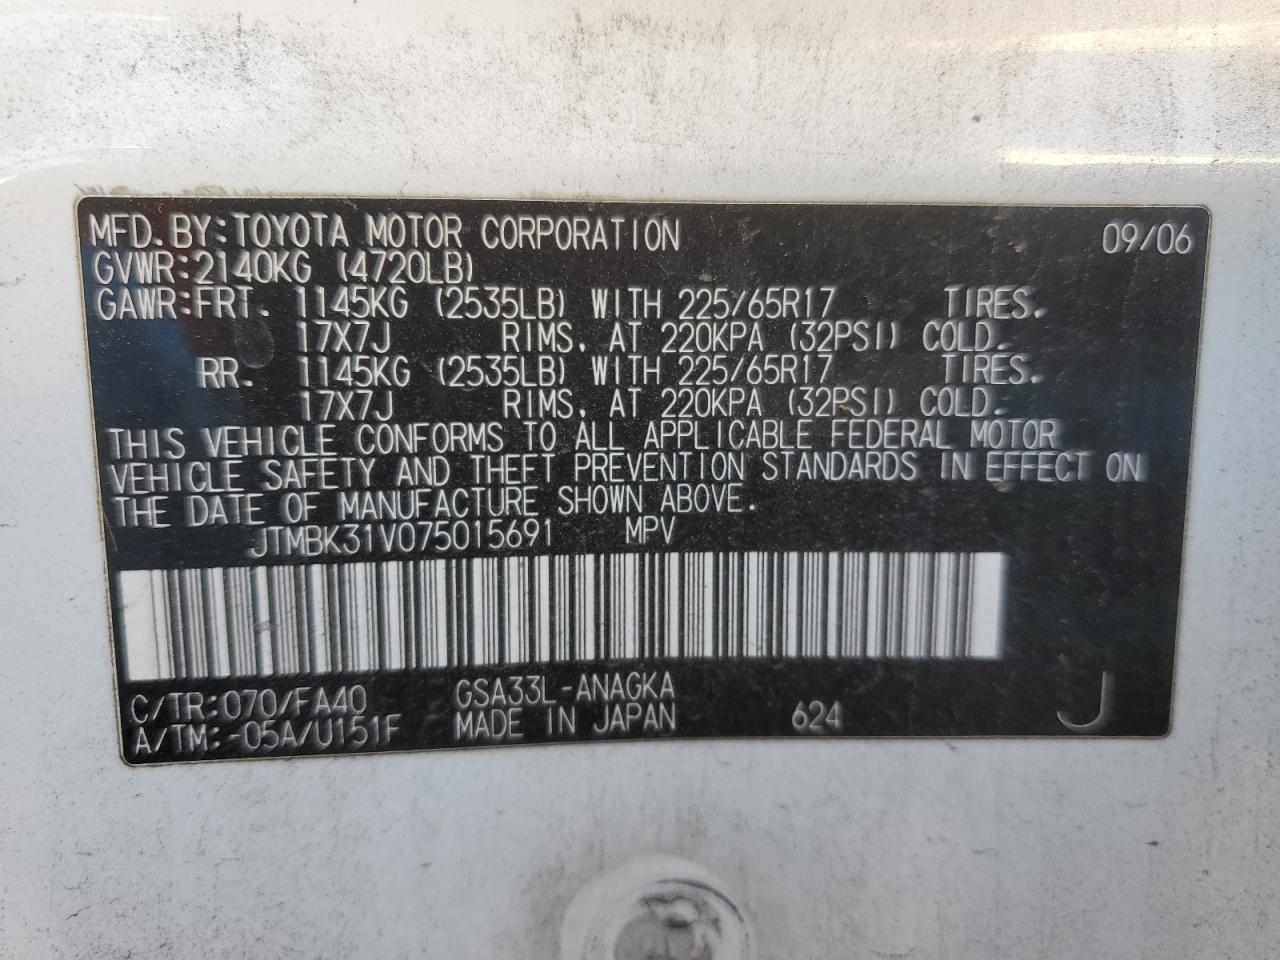 MFD.BY:TOYOTA MOTOR CORPORATION 09/06
GVWR:2140KG (4720LB)
GAWR:FRT. 1145KG (2535LB) WITH 225/65R17 TIRES.
17X7J RIMS, AT 220KPA (32PSI) COLD.
RR. 1145KG (2535LB) WITH 225/65R17 TIRES.
17X7J RIMS, AT 220KPA (32PSI) COLD.
THIS VEHICLE CONFORMS TO ALL APPLICABLE FEDERAL MOTOR
VEHICLE SAFETY AND THEFT PREVENTION STANDARDS IN EFFECT ON
THE DATE OF MANUFACTURE SHOWN ABOVE.
JTMBK31V075015691 MPV
C/TR:070/FA40 GSA33L-ANAGKA
A/TM:-05A/U151F MADE IN JAPAN 624 J